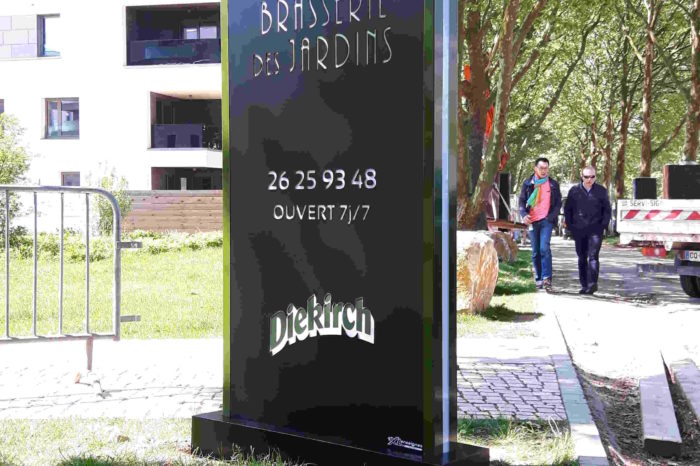 BRASSERIE
DES JARDINS
26 25 93 48
OUVERT 7j/7
Diekirch